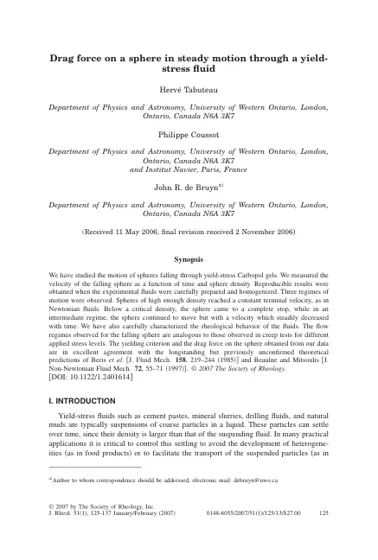 Drag force on a sphere in steady motion through a yield-
stress fluid
Hervé Tabuteau
Department of Physics and Astronomy, University of Western Ontario, London,
Ontario, Canada N6A 3K7
Philippe Coussot
Department of Physics and Astronomy, University of Western Ontario, London,
Ontario, Canada N6A 3K7
and Institut Navier, Paris, France
John R. de Bruyn a)
Department of Physics and Astronomy, University of Western Ontario, London,
Ontario, Canada N6A 3K7
(Received 11 May 2006; final revision received 2 November 2006)
Synopsis
We have studied the motion of spheres falling through yield-stress Carbopol gels. We measured the
velocity of the falling sphere as a function of time and sphere density. Reproducible results were
obtained when the experimental fluids were carefully prepared and homogenized. Three regimes of
motion were observed. Spheres of high enough density reached a constant terminal velocity, as in
Newtonian fluids. Below a critical density, the sphere came to a complete stop, while in an
intermediate regime, the sphere continued to move but with a velocity which steadily decreased
with time. We have also carefully characterized the rheological behavior of the fluids. The flow
regimes observed for the falling sphere are analogous to those observed in creep tests for different
applied stress levels. The yielding criterion and the drag force on the sphere obtained from our data
are in excellent agreement with the longstanding but previously unconfirmed theoretical
predictions of Beris et al. [J. Fluid Mech. 158, 219–244 (1985)] and Beaulne and Mitsoulis [J.
Non-Newtonian Fluid Mech. 72, 55–71 (1997)]. © 2007 The Society of Rheology.
[DOI: 10.1122/1.2401614]
I. INTRODUCTION
Yield-stress fluids such as cement pastes, mineral slurries, drilling fluids, and natural
muds are typically suspensions of coarse particles in a liquid. These particles can settle
over time, since their density is larger than that of the suspending fluid. In many practical
applications it is critical to control this settling to avoid the development of heterogene-
ities (as in food products) or to facilitate the transport of the suspended particles (as in
a)Author to whom correspondence should be addressed; electronic mail: debruyn@uwo.ca
© 2007 by The Society of Rheology, Inc.
J. Rheol. 51(1), 125-137 January/February (2007) 0148-6055/2007/51(1)/125/13/$27.00 125